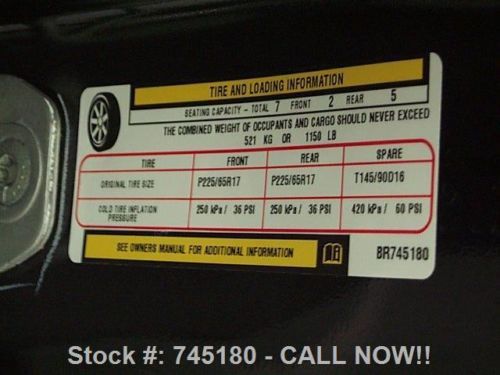 TIRE AND LOADING INFORMATION
SEATING CAPACITY - TOTAL 7 FRONT 2 REAR 5
THE COMBINED WEIGHT OF OCCUPANTS AND CARGO SHOULD NEVER EXCEED
521 KG OR 1150 LB
TIRE FRONT REAR SPARE
ORIGINAL TIRE SIZE P225/65R17 P225/65R17 T145/90D16
COLD TIRE INFLATION
PRESSURE 250 kPa/ 36 PSI 250 kPa/ 36 PSI 420 kPa/ 60 PSI
SEE OWNERS MANUAL FOR ADDITIONAL INFORMATION
BR745180
Stock #: 745180 - CALL NOW!!